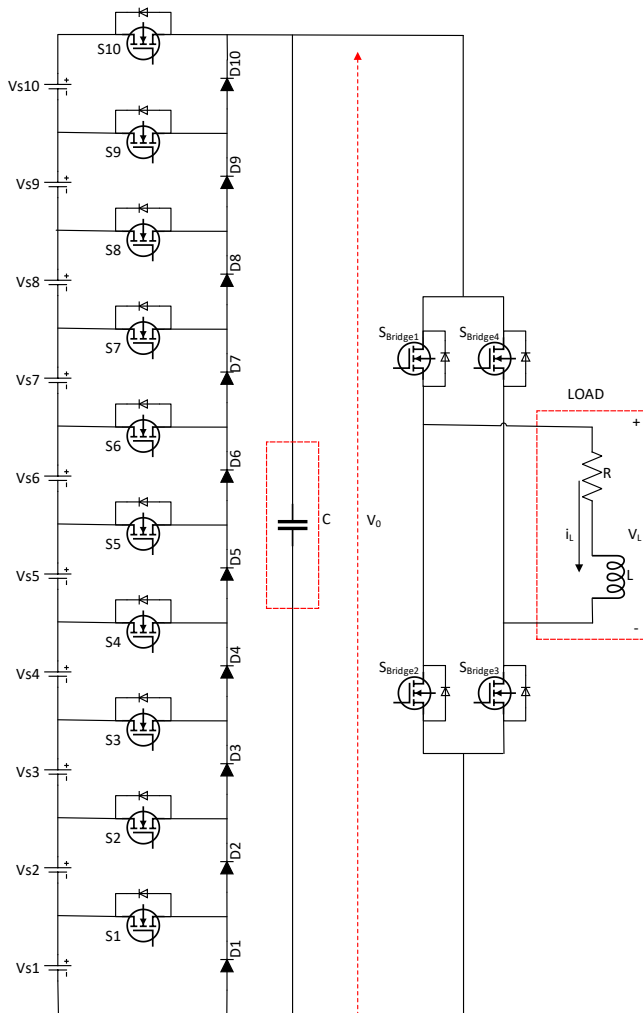 S10
D10
Vs10
S9
D9
Vs9
S8
D8
Vs8
S7
D7
Vs7
S6
D6
Vs6
S5
D5
Vs5
S4
D4
Vs4
S3
D3
Vs3
S2
D2
Vs2
S1
D1
Vs1
C
V0
SBridge1
SBridge4
SBridge2
SBridge3
LOAD
+
R
iL
VL
L
-